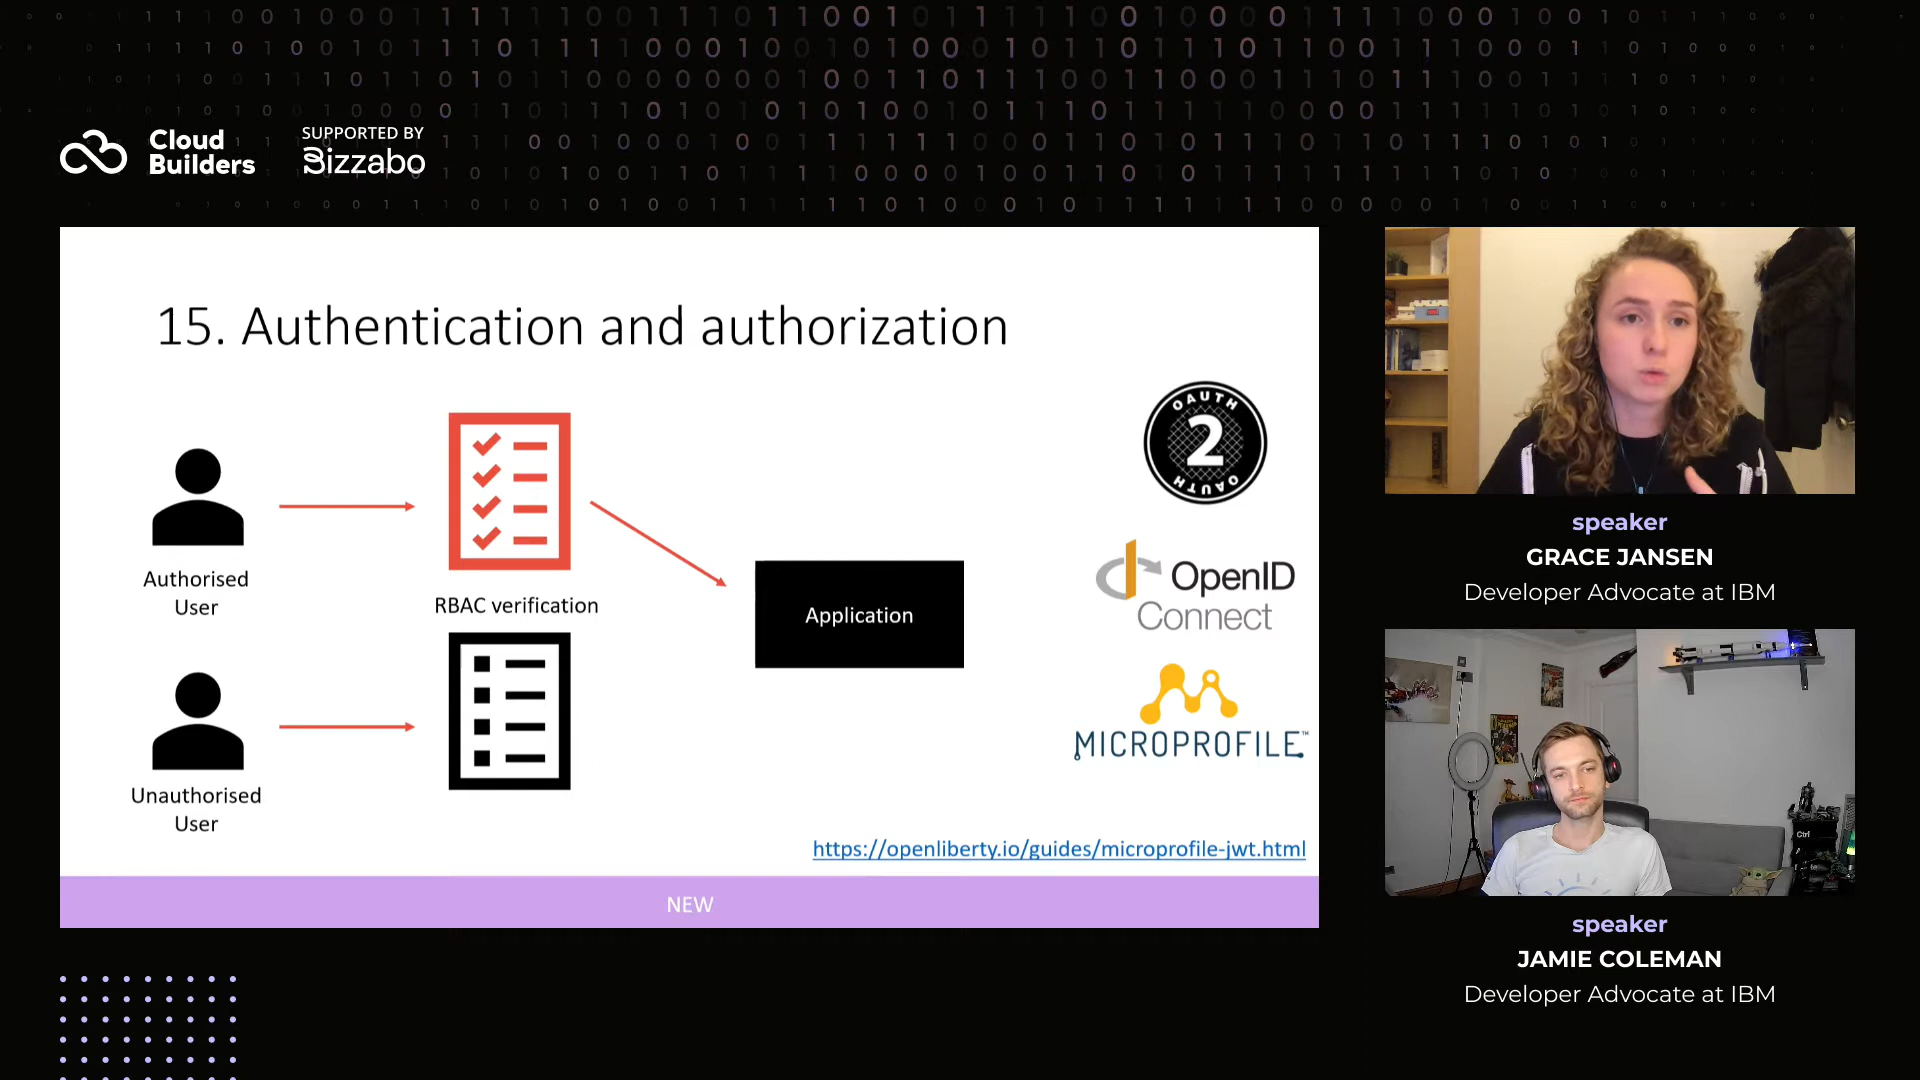 Cloud
Builders
SUPPORTED BY
Bizzabo
15. Authentication and authorization
Authorised
User
RBAC verification
Unauthorised
User
Application
OAUTH
2
OAUTH
OpenID
Connect
MICROPROFILE™
https://openliberty.io/guides/microprofile-jwt.html
NEW
speaker
GRACE JANSEN
Developer Advocate at IBM
Ctrl
speaker
JAMIE COLEMAN
Developer Advocate at IBM